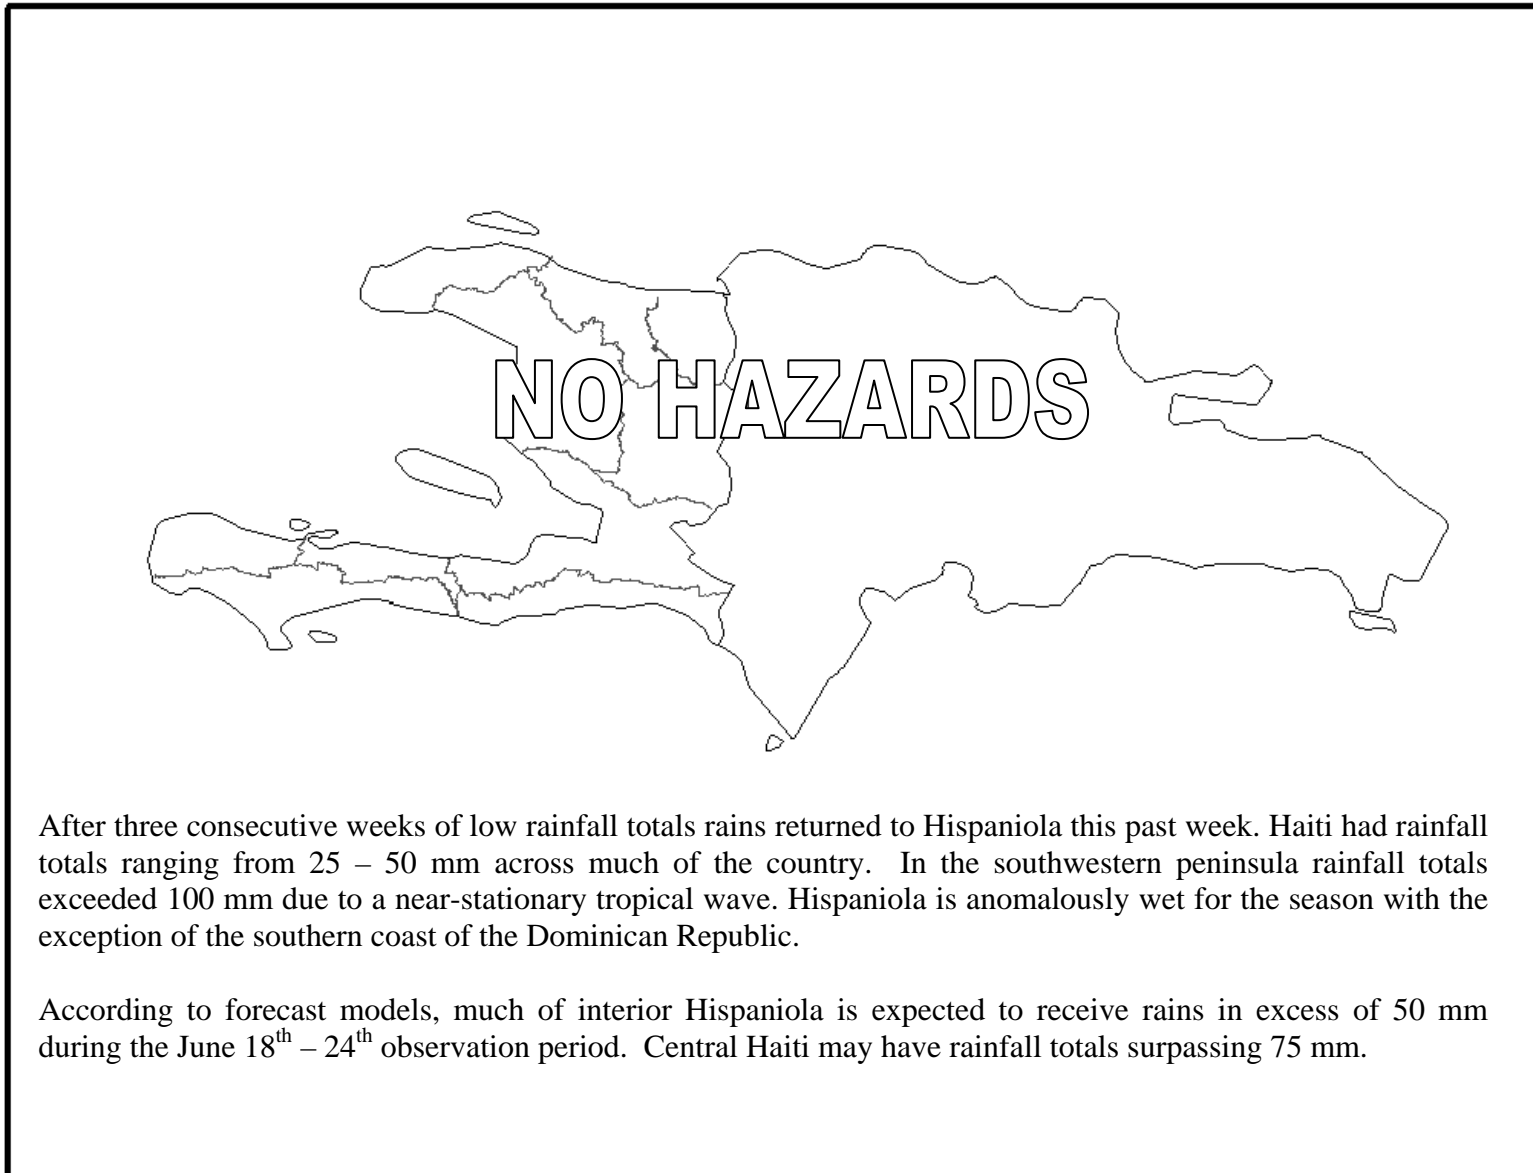 NO HAZARDS
After three consecutive weeks of low rainfall totals rains returned to Hispaniola this past week. Haiti had rainfall
totals ranging from 25 – 50 mm across much of the country. In the southwestern peninsula rainfall totals
exceeded 100 mm due to a near-stationary tropical wave. Hispaniola is anomalously wet for the season with the
exception of the southern coast of the Dominican Republic.
According to forecast models, much of interior Hispaniola is expected to receive rains in excess of 50 mm
during the June 18th – 24th observation period. Central Haiti may have rainfall totals surpassing 75 mm.